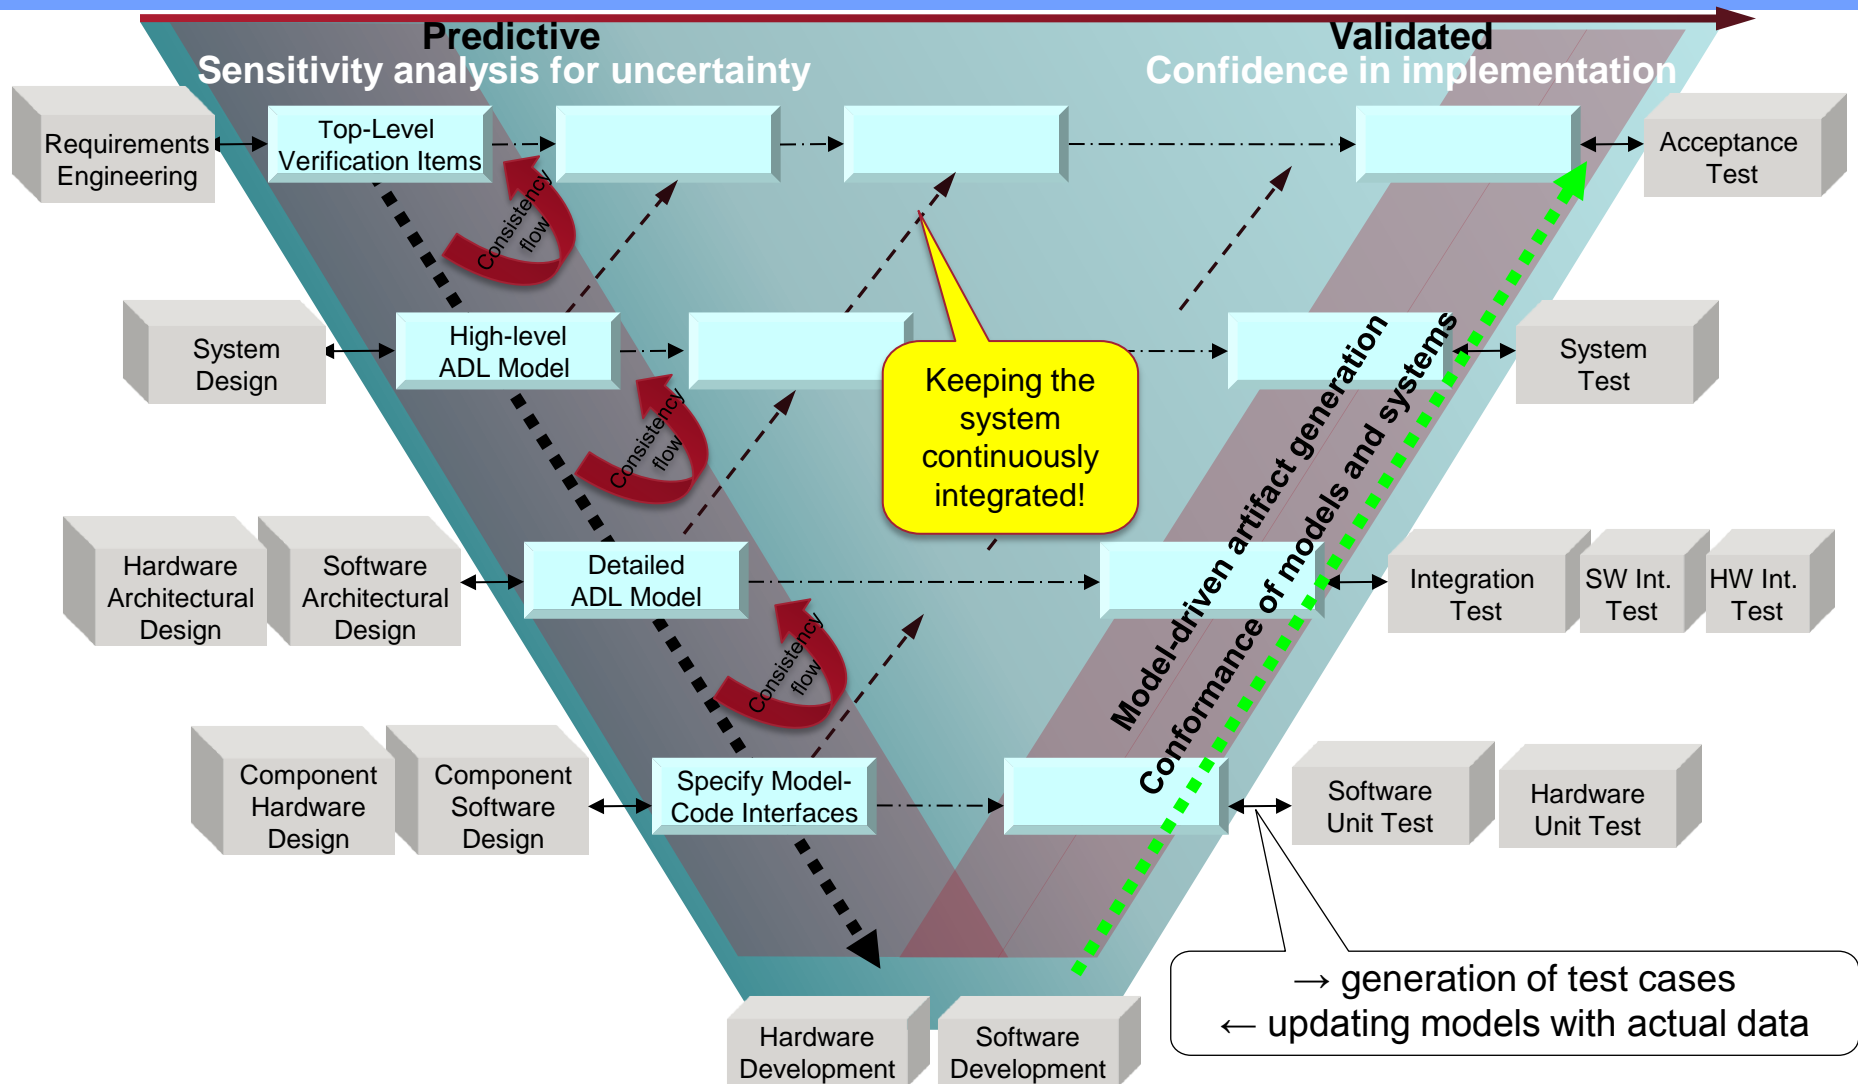 Predictive
Sensitivity analysis for uncertainty
Validated
Confidence in implementation
Requirements
Engineering
Top-Level
Verification Items
Acceptance
Test
Consistency
flow
System
Design
High-level
ADL Model
Keeping the
system
continuously
integrated!
System
Test
Consistency
flow
Model-driven artifact generation
Conformance of models and systems
Hardware
Architectural
Design
Software
Architectural
Design
Detailed
ADL Model
Integration
Test
SW Int.
Test
HW Int.
Test
Consistency
flow
Component
Hardware
Design
Component
Software
Design
Specify Model-
Code Interfaces
Software
Unit Test
Hardware
Unit Test
→ generation of test cases
← updating models with actual data
Hardware
Development
Software
Development